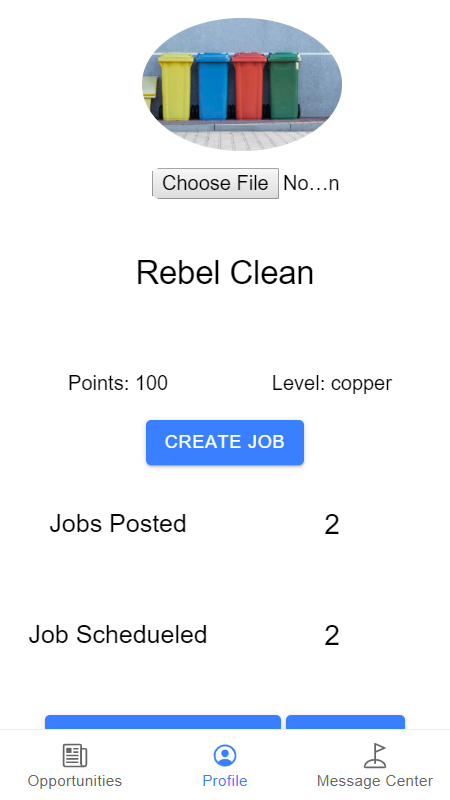 Choose File No…n
Rebel Clean
Points: 100 Level: copper
CREATE JOB
Jobs Posted 2
Job Schedueled 2
Opportunities Profile Message Center